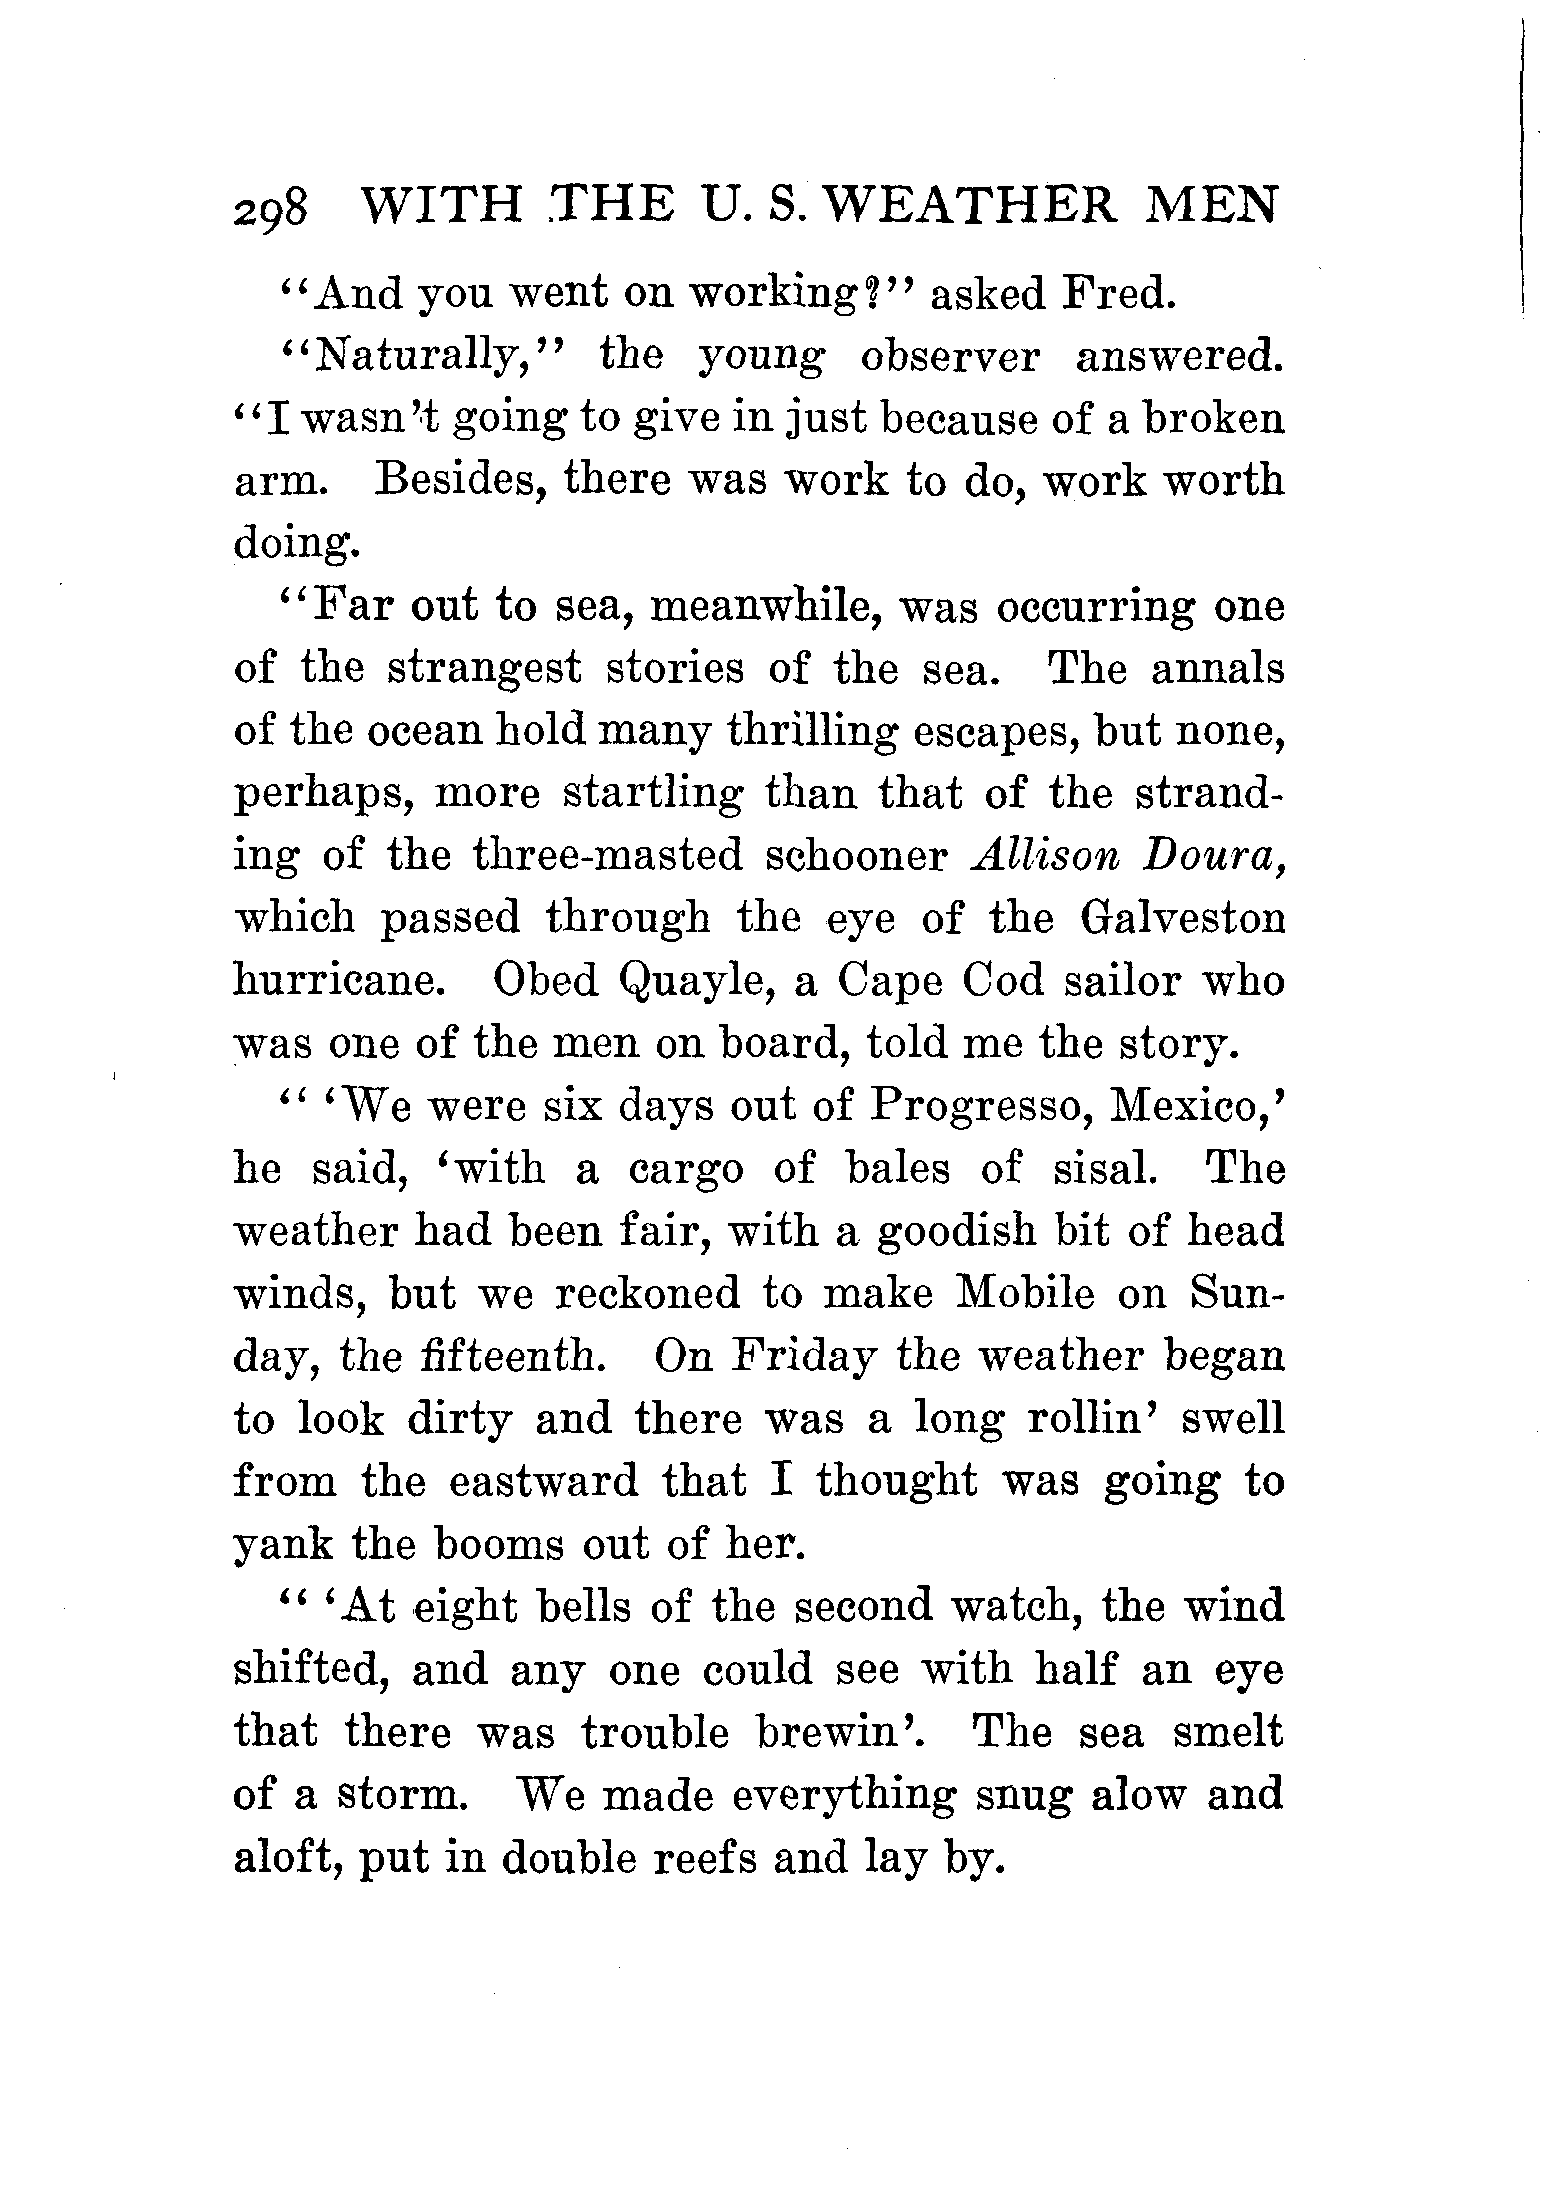 298 WITH THE U. S. WEATHER MEN
“And you went on working?” asked Fred.
“Naturally,” the young observer answered.
“I wasn’t going to give in just because of a broken
arm. Besides, there was work to do, work worth
doing.
“Far out to sea, meanwhile, was occurring one
of the strangest stories of the sea. The annals
of the ocean hold many thrilling escapes, but none,
perhaps, more startling than that of the strand-
ing of the three-masted schooner Allison Doura,
which passed through the eye of the Galveston
hurricane. Obed Quayle, a Cape Cod sailor who
was one of the men on board, told me the story.
“ ‘We were six days out of Progresso, Mexico,’
he said, ‘with a cargo of bales of sisal. The
weather had been fair, with a goodish bit of head
winds, but we reckoned to make Mobile on Sun-
day, the fifteenth. On Friday the weather began
to look dirty and there was a long rollin’ swell
from the eastward that I thought was going to
yank the booms out of her.
“ ‘At eight bells of the second watch, the wind
shifted, and any one could see with half an eye
that there was trouble brewin’. The sea smelt
of a storm. We made everything snug alow and
aloft, put in double reefs and lay by.